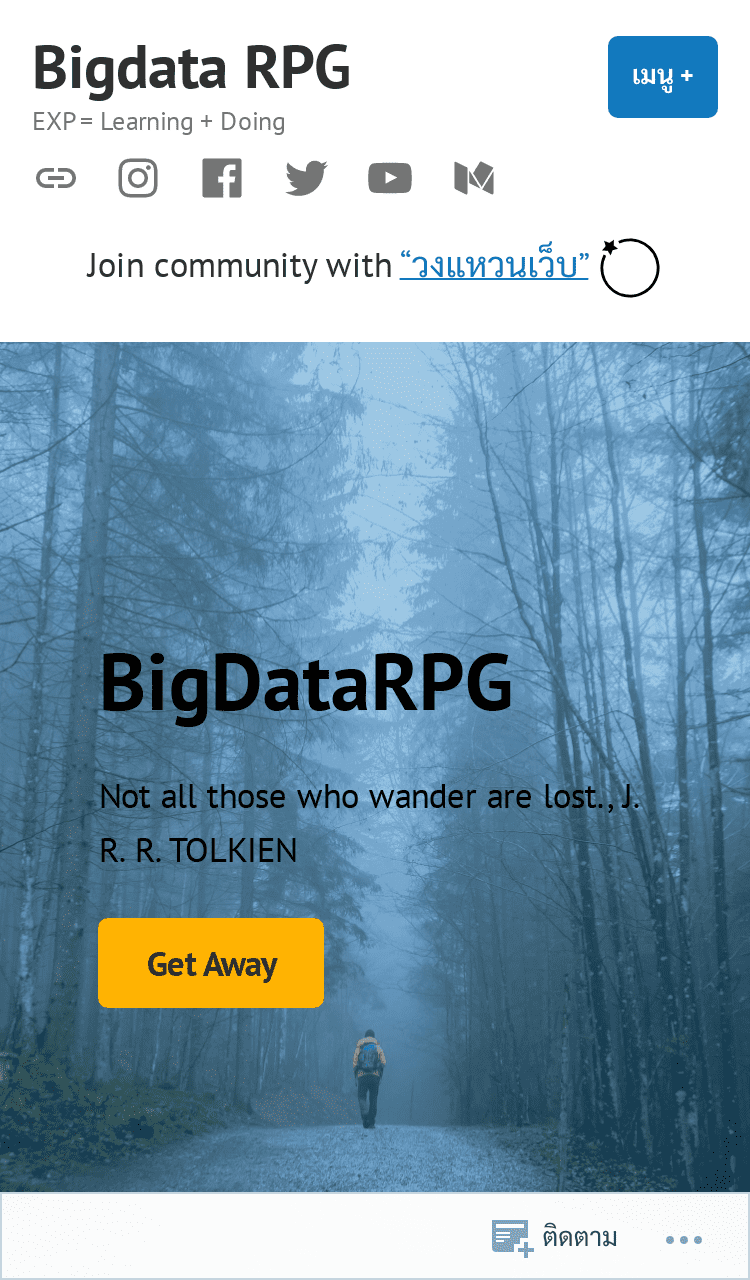 Bigdata RPG
เมนู +
EXP = Learning + Doing
Join community with “วงแหวนเว็บ”
BigDataRPG
Not all those who wander are lost., J.
R. R. TOLKIEN
Get Away
ติดตาม